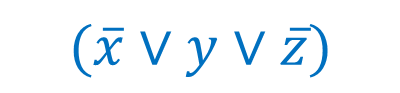 (x̄ ∨ y ∨ z̄)